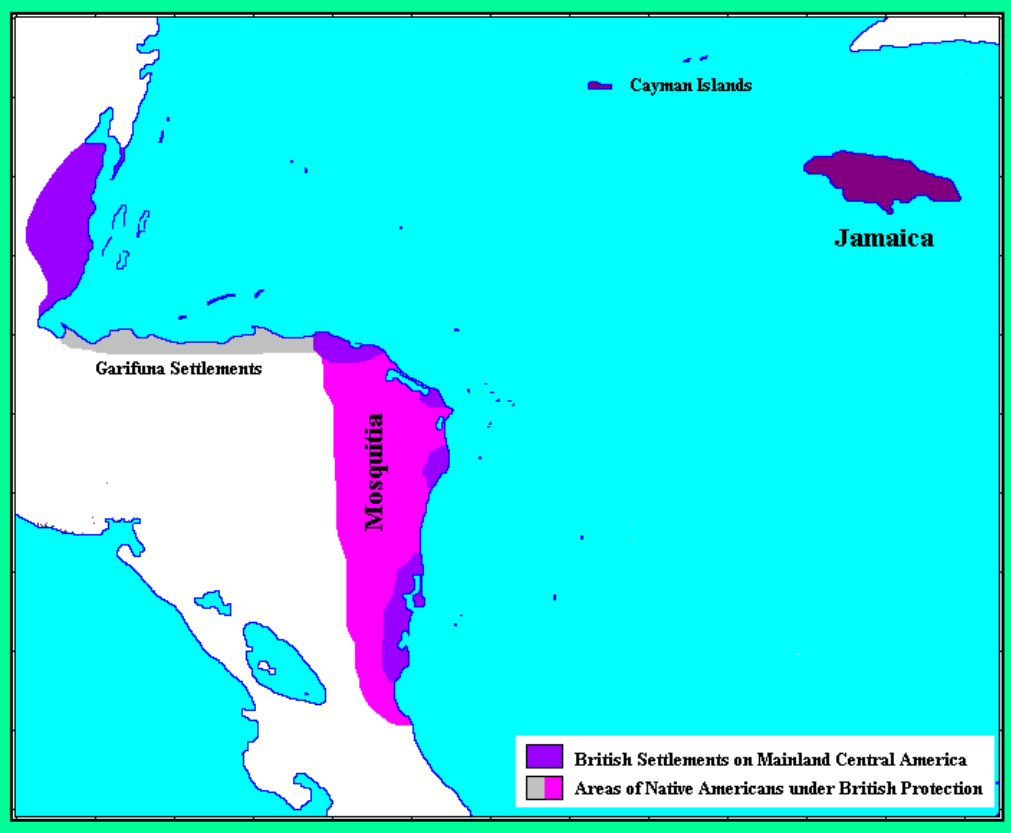 Cayman Islands
Jamaica
Garifuna Settlements
Mosquitia
British Settlements on Mainland Central America
Areas of Native Americans under British Protection